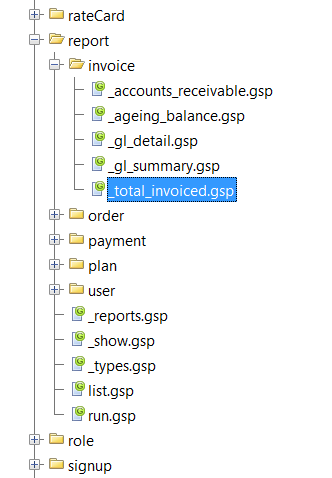 rateCard
report
invoice
_accounts_receivable.gsp
_ageing_balance.gsp
_gl_detail.gsp
_gl_summary.gsp
_total_invoiced.gsp
order
payment
plan
user
_reports.gsp
_show.gsp
_types.gsp
list.gsp
run.gsp
role
signup